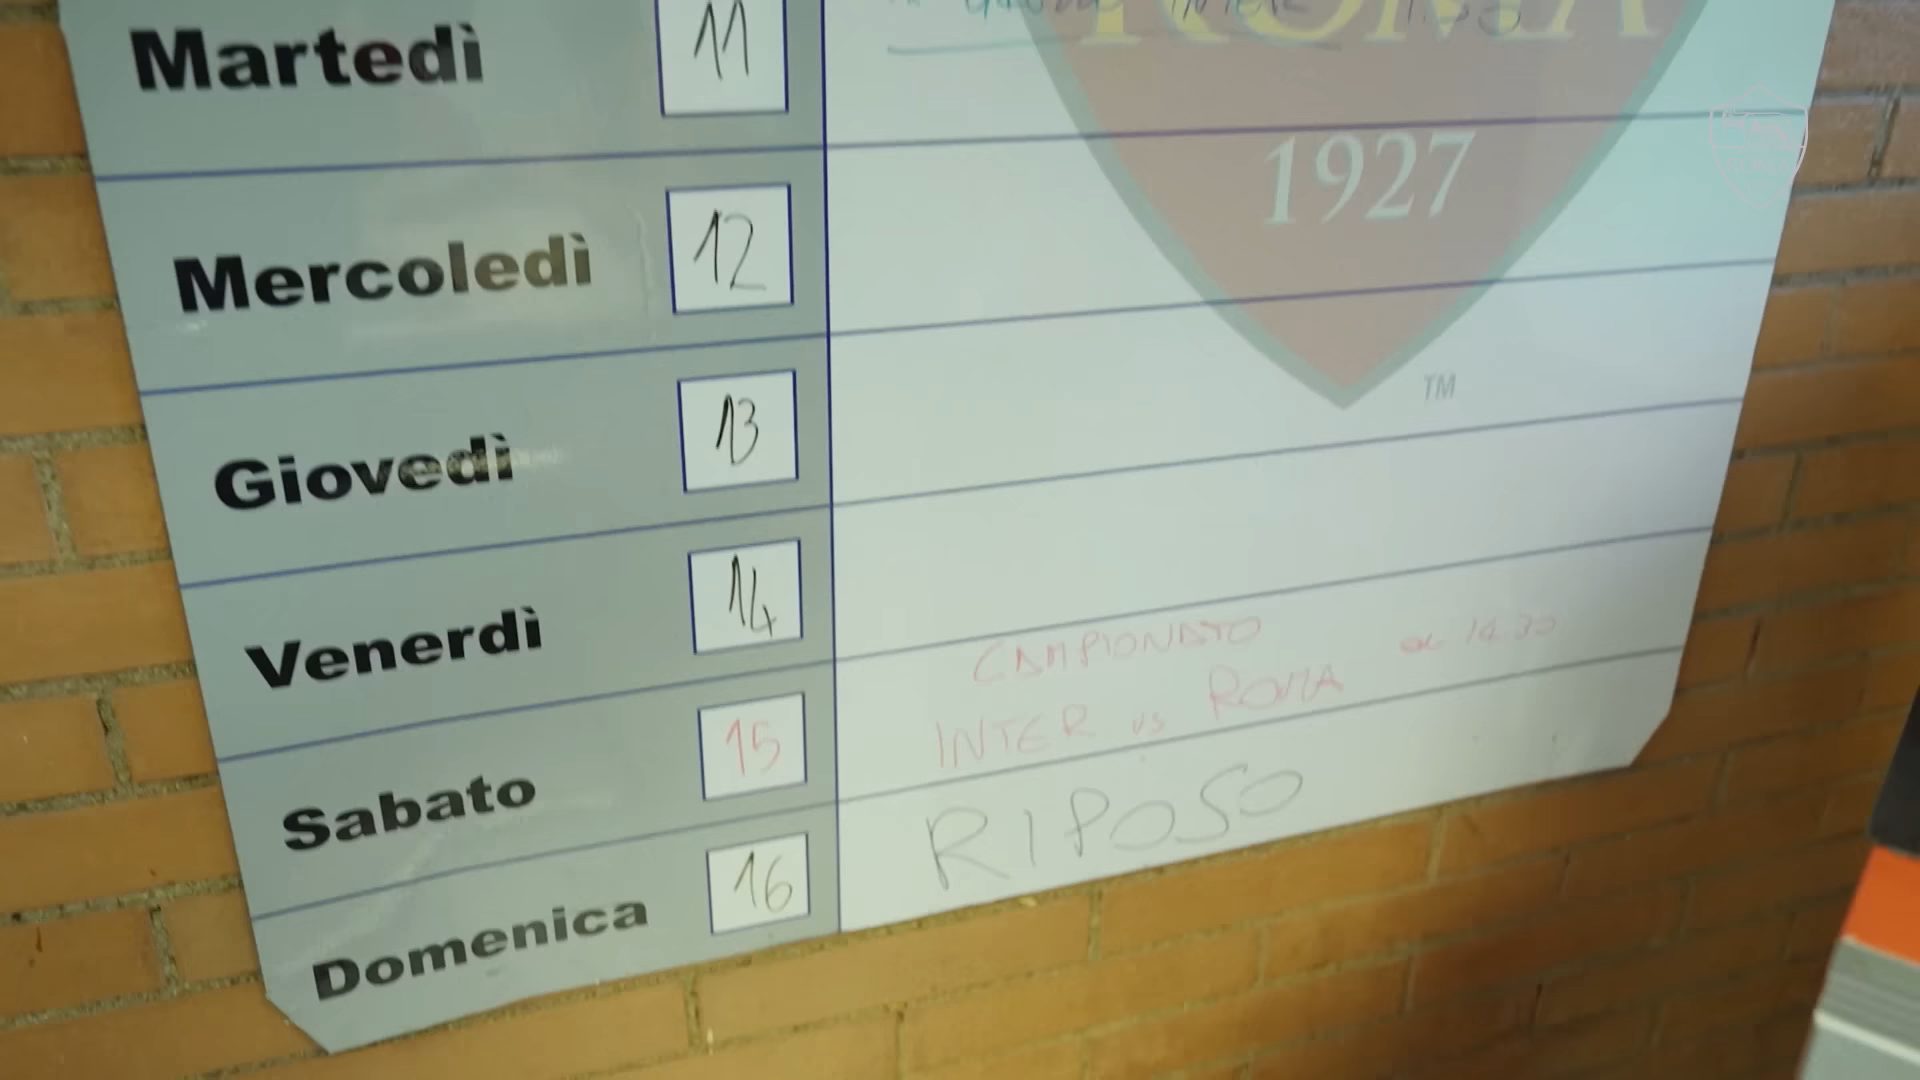 ROMA
Martedì 11
1927
Mercoledì 12
TM
Giovedì 13
Venerdì 14
CAMPIONATO
Sabato 15 INTER vs ROMA
Domenica 16 RIPOSO